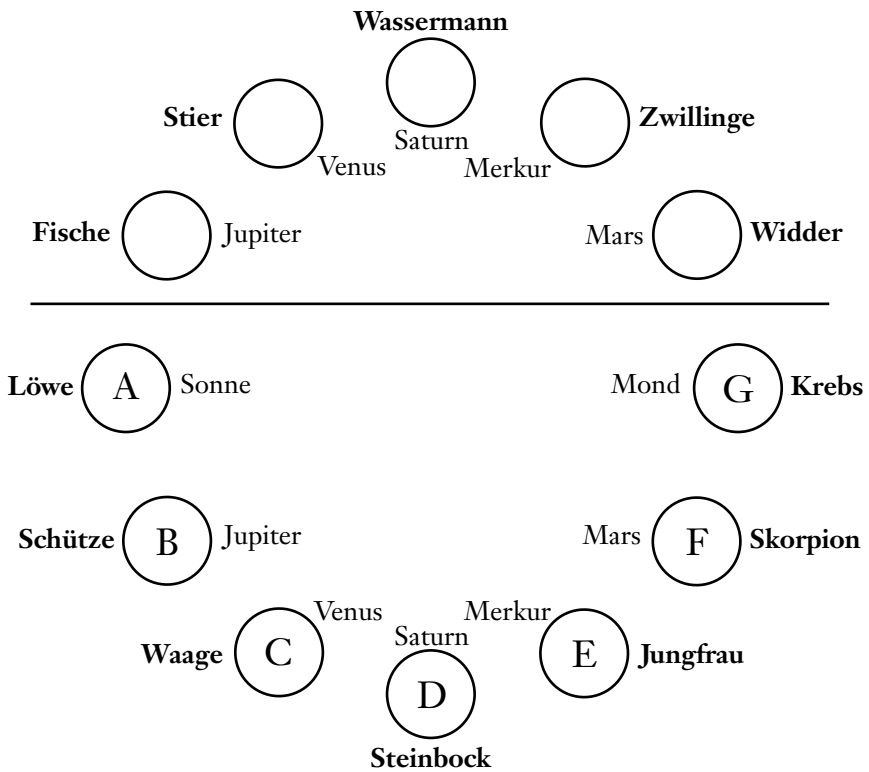 Wassermann
Stier
Zwillinge
Saturn
Venus
Merkur
Fische
Jupiter
Mars
Widder
Löwe
A
Sonne
Mond
G
Krebs
Schütze
B
Jupiter
Mars
F
Skorpion
Venus
Merkur
Saturn
Waage
C
E
Jungfrau
D
Steinbock